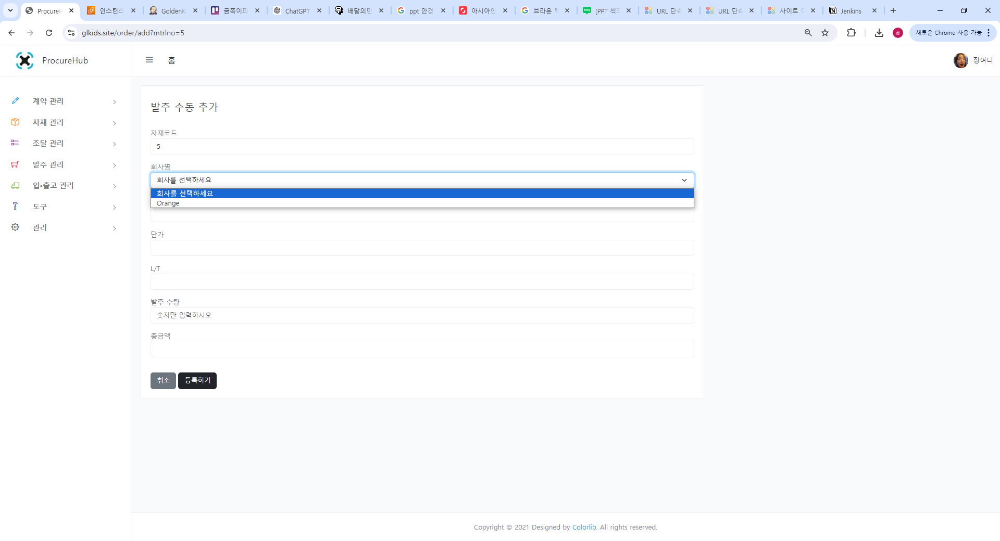 ProcureH
인스턴스
GoldenK
금쪽이파
ChatGPT
배달의민
ppt 안경
아시아인
브라운 톤
[PPT 색조
URL 단축
URL 단축
사이트
Jenkins
glkids.site/order/add?mtrlno=5
새로운 Chrome 사용 가능
ProcureHub
홈
장여니
계약 관리
자재 관리
조달 관리
발주 관리
입•출고 관리
도구
관리
발주 수동 추가
자재코드
5
회사명
회사를 선택하세요
회사를 선택하세요
Orange
단가
L/T
발주 수량
숫자만 입력하시오
총금액
취소
등록하기
Copyright © 2021 Designed by Colorlib. All rights reserved.